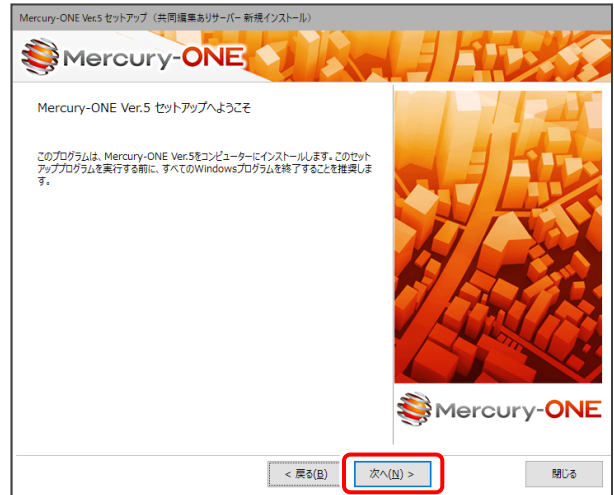 Mercury-ONE Ver.5 セットアップ（共同編集ありサーバー 新規インストール）
Mercury-ONE
Mercury-ONE Ver.5 セットアップへようこそ
このプログラムは、Mercury-ONE Ver.5をコンピューターにインストールします。このセット
アッププログラムを実行する前に、すべてのWindowsプログラムを終了することを推奨しま
す。
Mercury-ONE
< 戻る(B)
次へ(N) >
閉じる